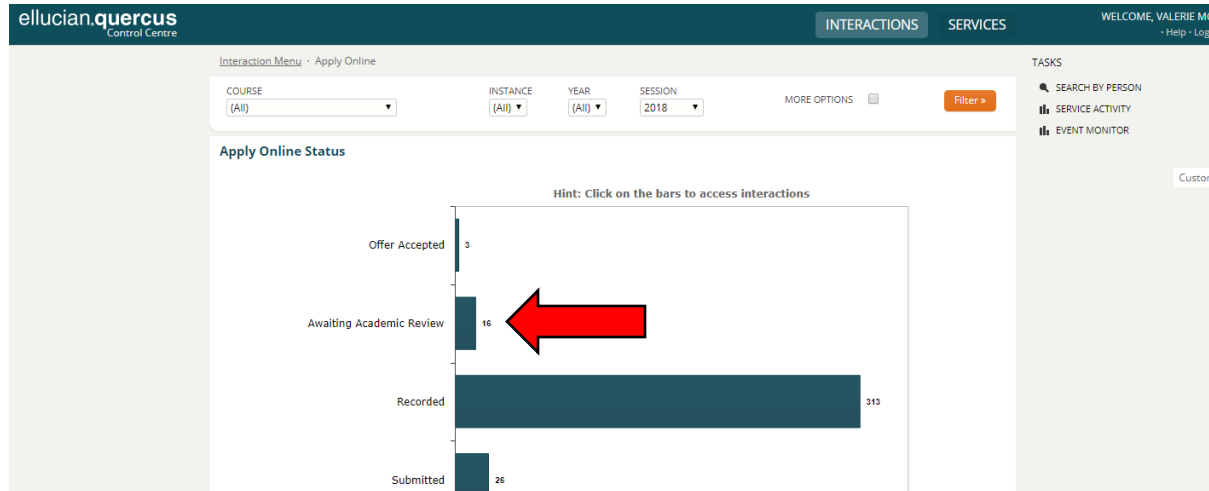 ellucian.quercus
Control Centre
INTERACTIONS SERVICES
WELCOME, VALERIE
• Help • Log
Interaction Menu • Apply Online
COURSE INSTANCE YEAR SESSION
(All) (All) (All) 2018
MORE OPTIONS
Filter »
TASKS
SEARCH BY PERSON
SERVICE ACTIVITY
EVENT MONITOR
Custom
Apply Online Status
Hint: Click on the bars to access interactions
Offer Accepted 3
Awaiting Academic Review 16
Recorded 313
Submitted 26